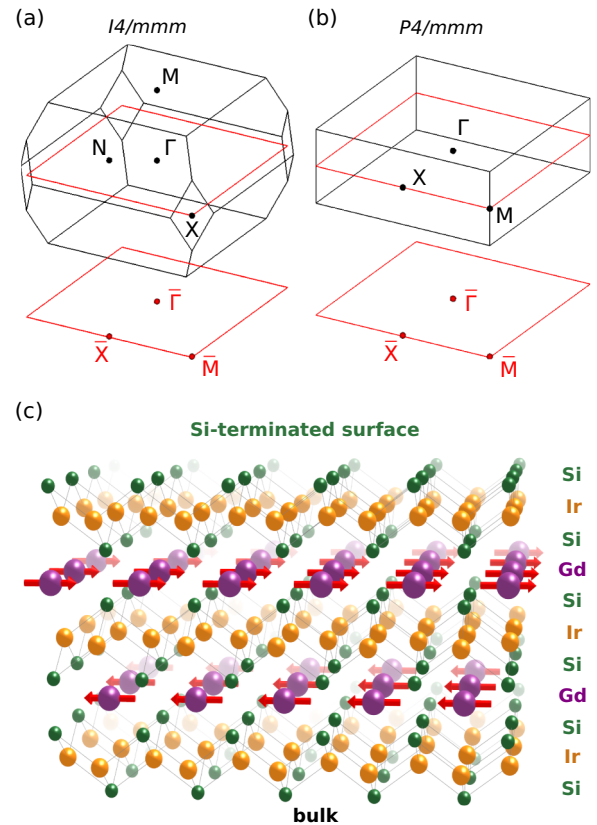 (a)
I4/mmm
M
N
Γ
X
Γ̅
X̅
M̅
(b)
P4/mmm
Γ
X
M
Γ̅
X̅
M̅
(c)
Si-terminated surface
Si
Ir
Si
Gd
Si
Ir
Si
Gd
Si
Ir
Si
bulk